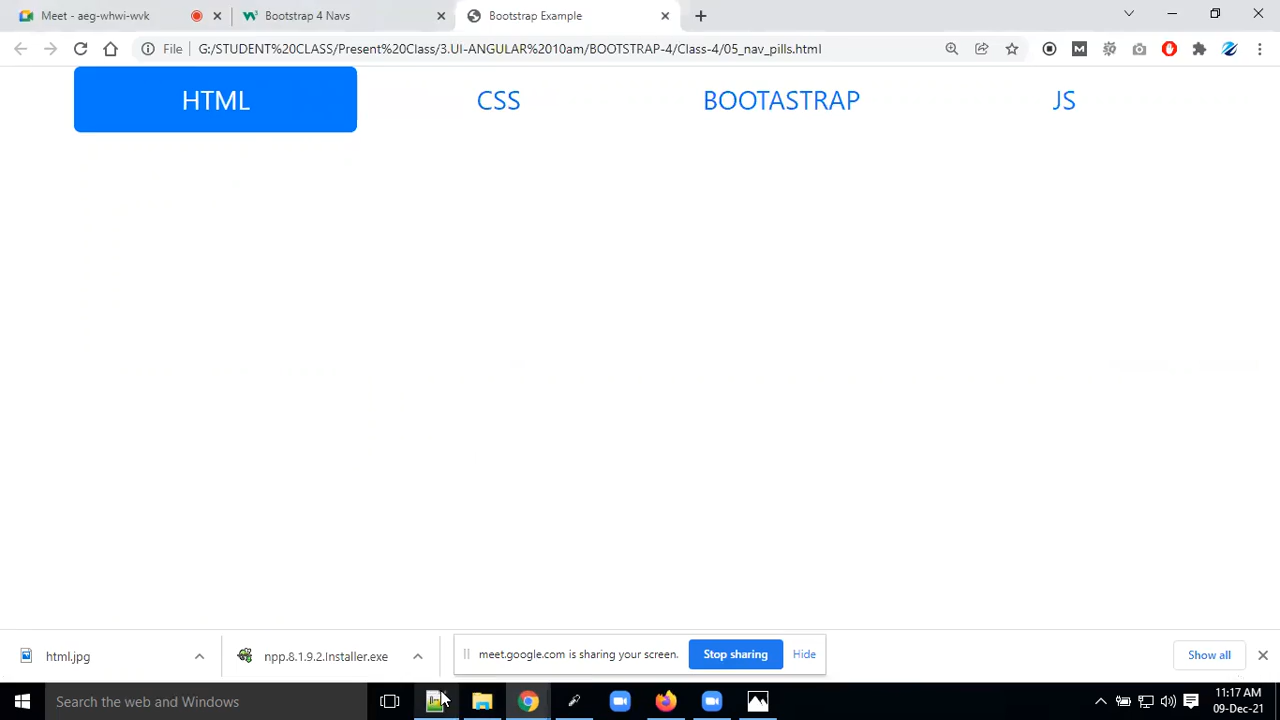 Meet - aeg-whwi-wvk
Bootstrap 4 Navs
Bootstrap Example
File
G:/STUDENT%20CLASS/Present%20Class/3.UI-ANGULAR%2010am/BOOTSTRAP-4/Class-4/05_nav_pills.html
HTML
CSS
BOOTASTRAP
JS
html.jpg
npp.8.1.9.2.Installer.exe
meet.google.com is sharing your screen.
Stop sharing
Hide
Show all
Search the web and Windows
11:17 AM
09-Dec-21